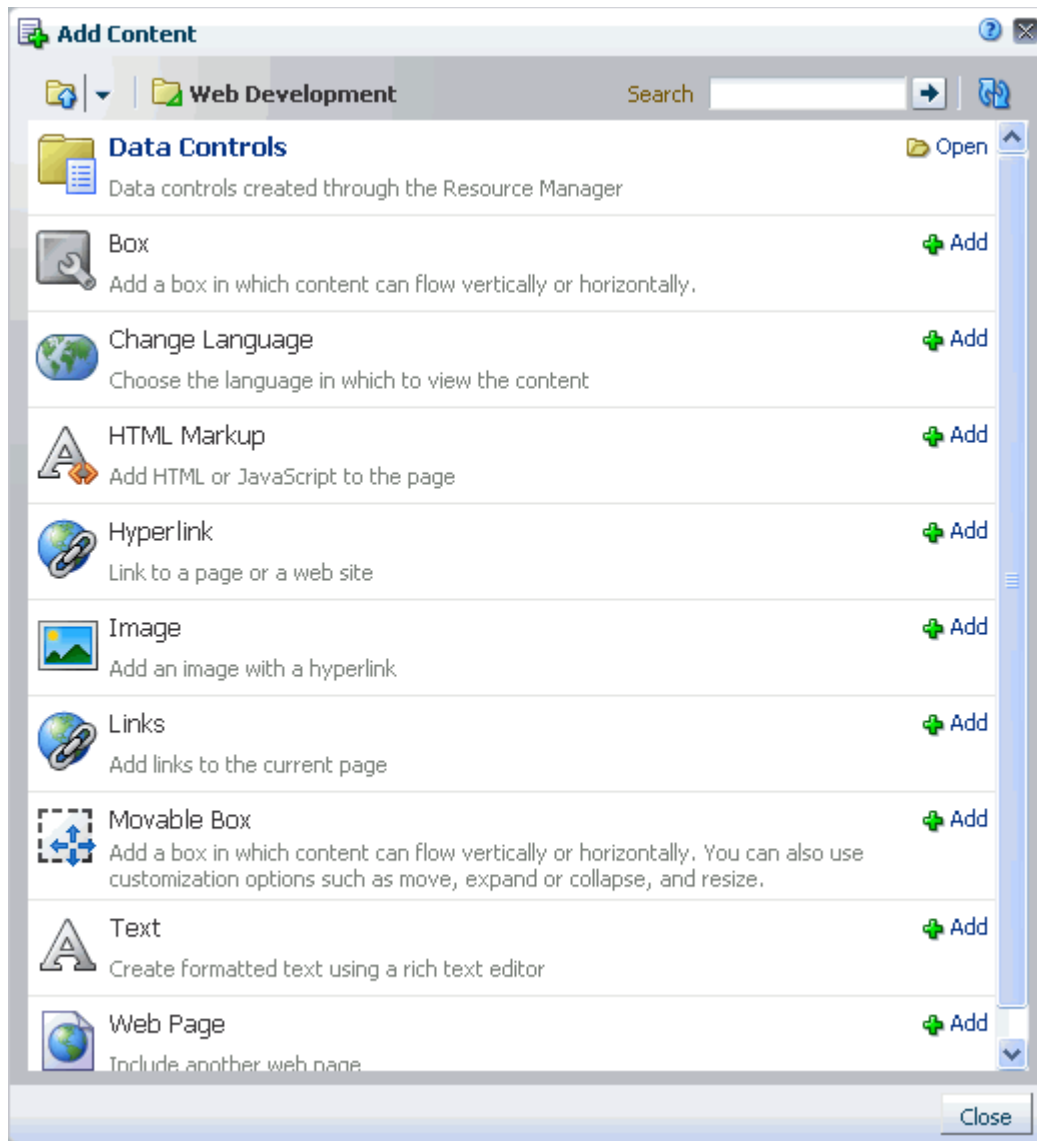 Add Content
Web Development
Search
Data Controls
Open
Data controls created through the Resource Manager
Box
Add
Add a box in which content can flow vertically or horizontally.
Change Language
Add
Choose the language in which to view the content
HTML Markup
Add
Add HTML or JavaScript to the page
Hyperlink
Add
Link to a page or a web site
Image
Add
Add an image with a hyperlink
Links
Add
Add links to the current page
Movable Box
Add
Add a box in which content can flow vertically or horizontally. You can also use
customization options such as move, expand or collapse, and resize.
Text
Add
Create formatted text using a rich text editor
Web Page
Add
Include another web page
Close